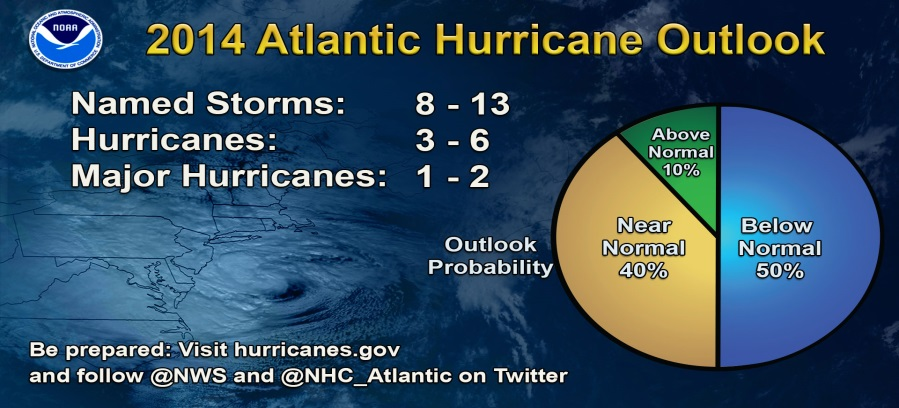 NOAA
2014 Atlantic Hurricane Outlook
Named Storms: 8 - 13
Hurricanes: 3 - 6
Major Hurricanes: 1 - 2
Outlook
Probability
Above
Normal
10%
Near
Normal
40%
Below
Normal
50%
Be prepared: Visit hurricanes.gov
and follow @NWS and @NHC_Atlantic on Twitter